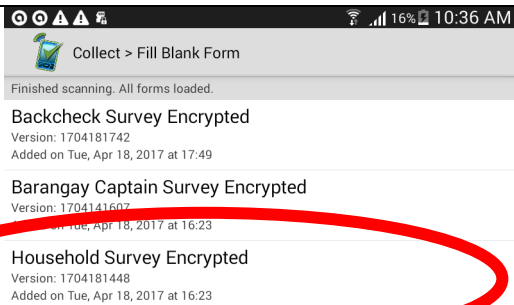 16% 10:36 AM
Collect > Fill Blank Form
Finished scanning. All forms loaded.
Backcheck Survey Encrypted
Version: 1704181742
Added on Tue, Apr 18, 2017 at 17:49
Barangay Captain Survey Encrypted
Version: 1704141607
Added on Tue, Apr 18, 2017 at 16:23
Household Survey Encrypted
Version: 1704181448
Added on Tue, Apr 18, 2017 at 16:23